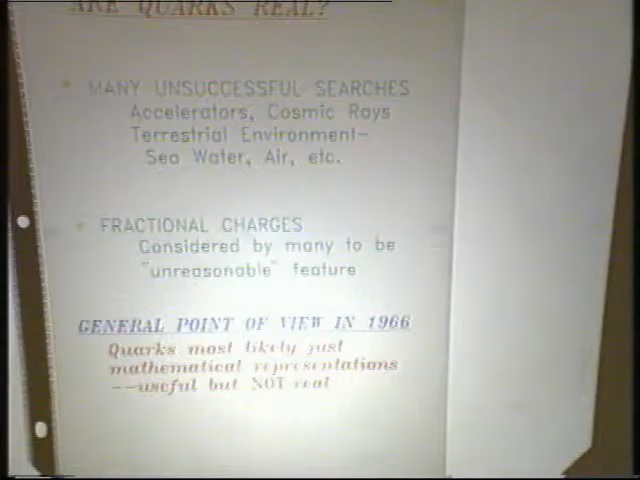 ARE QUARKS REAL?
* MANY UNSUCCESSFUL SEARCHES
Accelerators, Cosmic Rays
Terrestrial Environment-
Sea Water, Air, etc.
* FRACTIONAL CHARGES
Considered by many to be
"unreasonable" feature
GENERAL POINT OF VIEW IN 1966
Quarks most likely just
mathematical representations
--useful but NOT real